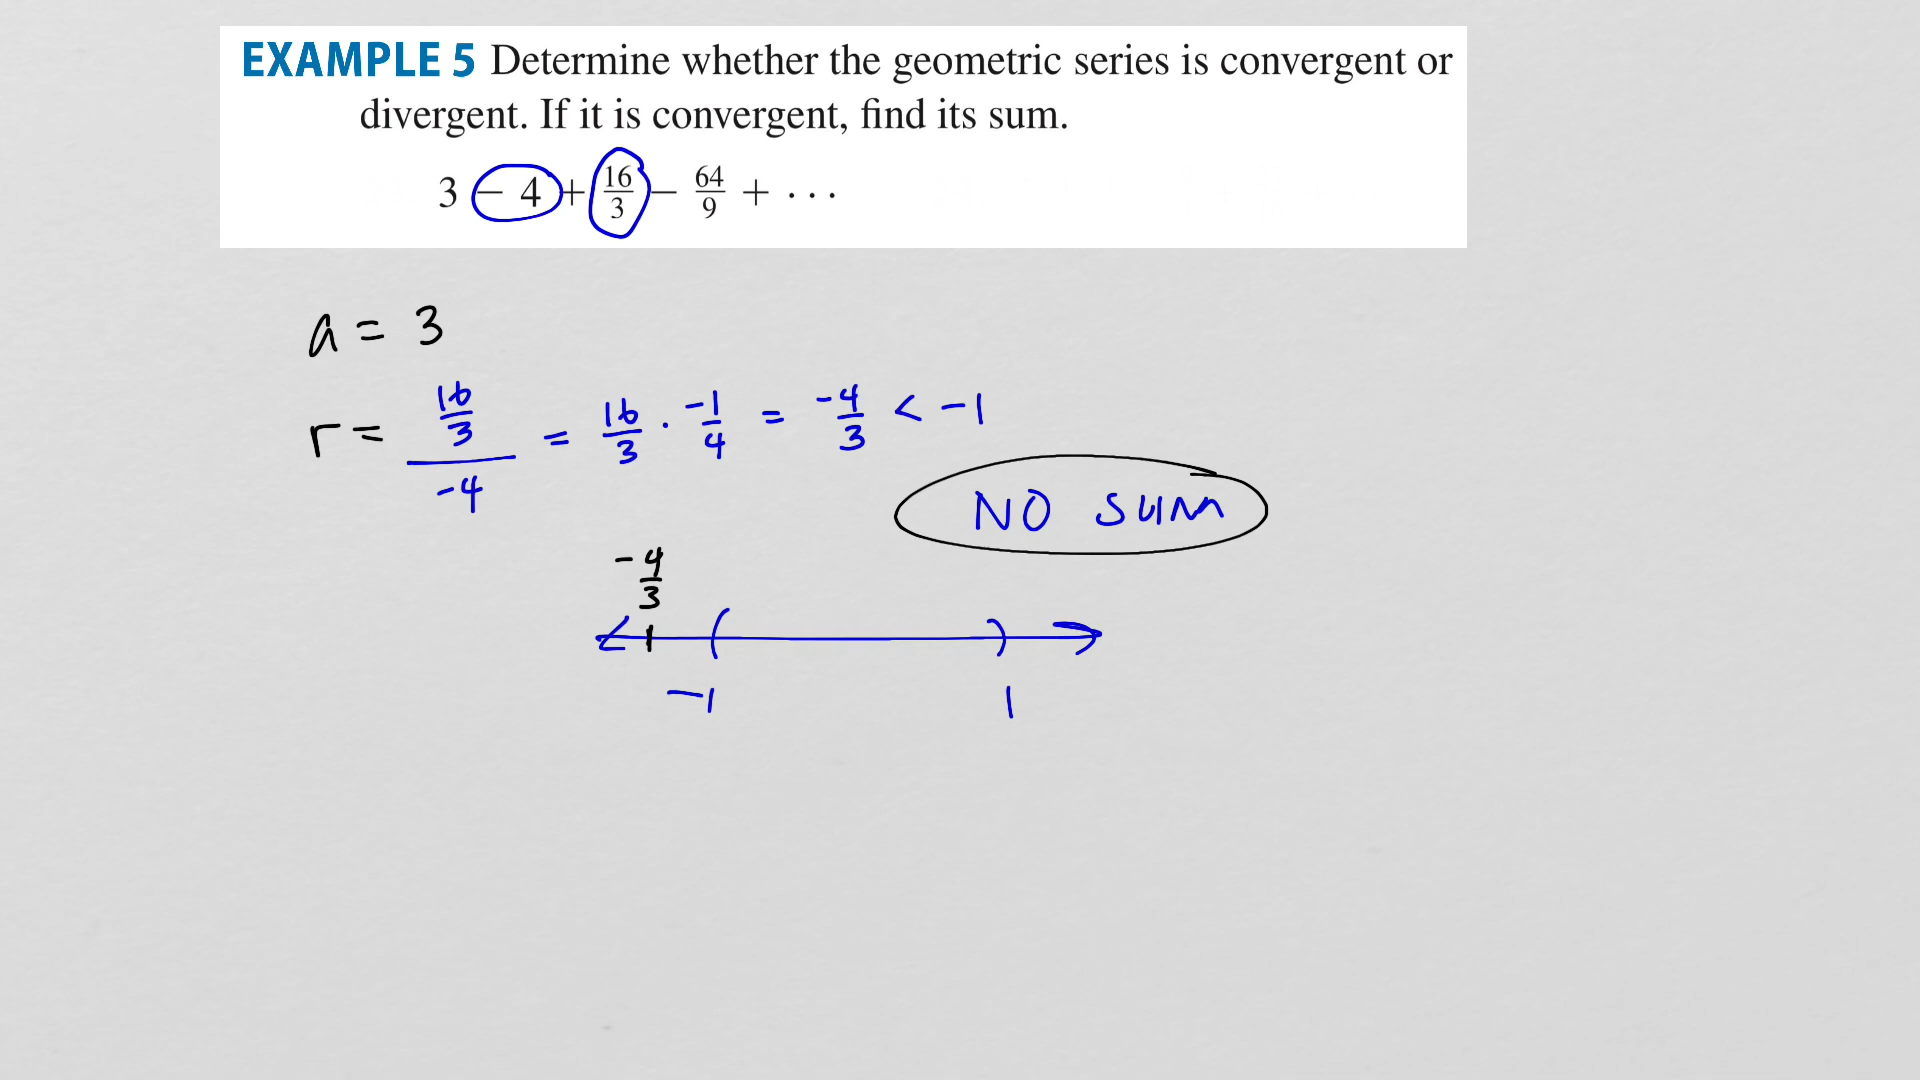 EXAMPLE 5 Determine whether the geometric series is convergent or
divergent. If it is convergent, find its sum.
3 − 4 + 16/3 − 64/9 + · · ·
a = 3
r = (16/3)/(-4) = 16/3 · -1/4 = -4/3 < -1
NO SUM
-4/3
-1 1